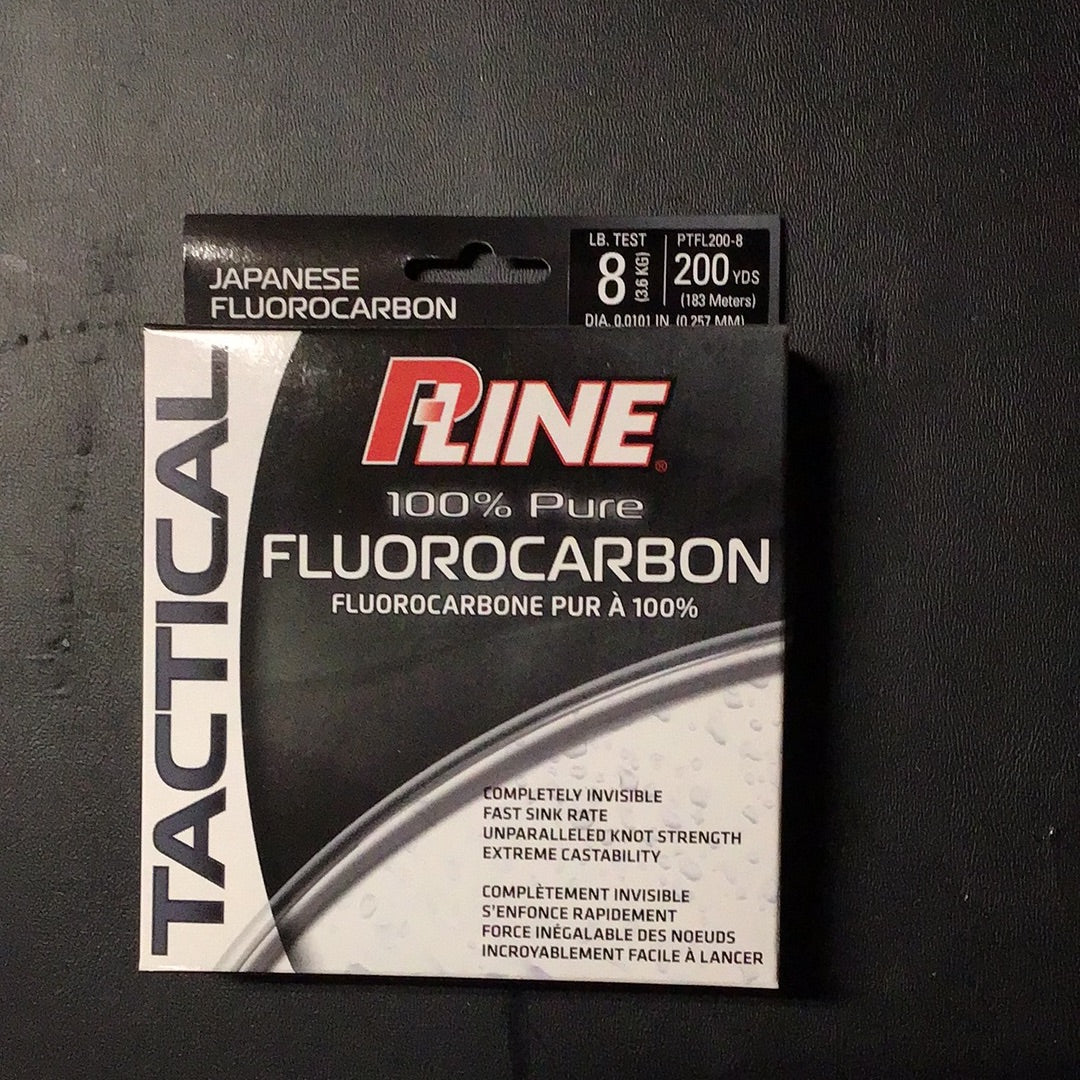 JAPANESE
FLUOROCARBON
LB. TEST
8 (3.6 KG)
PTFL200-8
200 YDS
(183 Meters)
DIA. 0.0101 IN. (0.257 MM)
TACTICAL
P-LINE®
100% Pure
FLUOROCARBON
FLUOROCARBONE PUR À 100%
COMPLETELY INVISIBLE
FAST SINK RATE
UNPARALLELED KNOT STRENGTH
EXTREME CASTABILITY
COMPLÈTEMENT INVISIBLE
S'ENFONCE RAPIDEMENT
FORCE INÉGALABLE DES NOEUDS
INCROYABLEMENT FACILE À LANCER